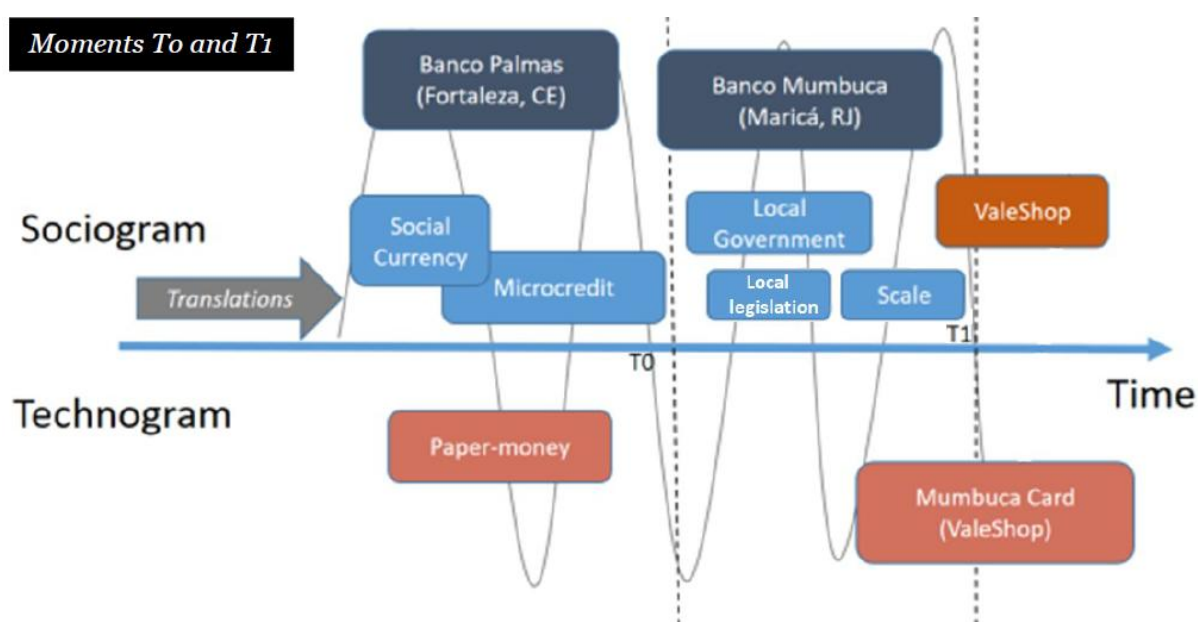 Moments To and T1
Banco Palmas
(Fortaleza, CE)
Banco Mumbuca
(Maricá, RJ)
Sociogram
Social
Currency
Local
Government
ValeShop
Translations
Microcredit
Local
legislation
Scale
T0
T1
Time
Technogram
Paper-money
Mumbuca Card
(ValeShop)